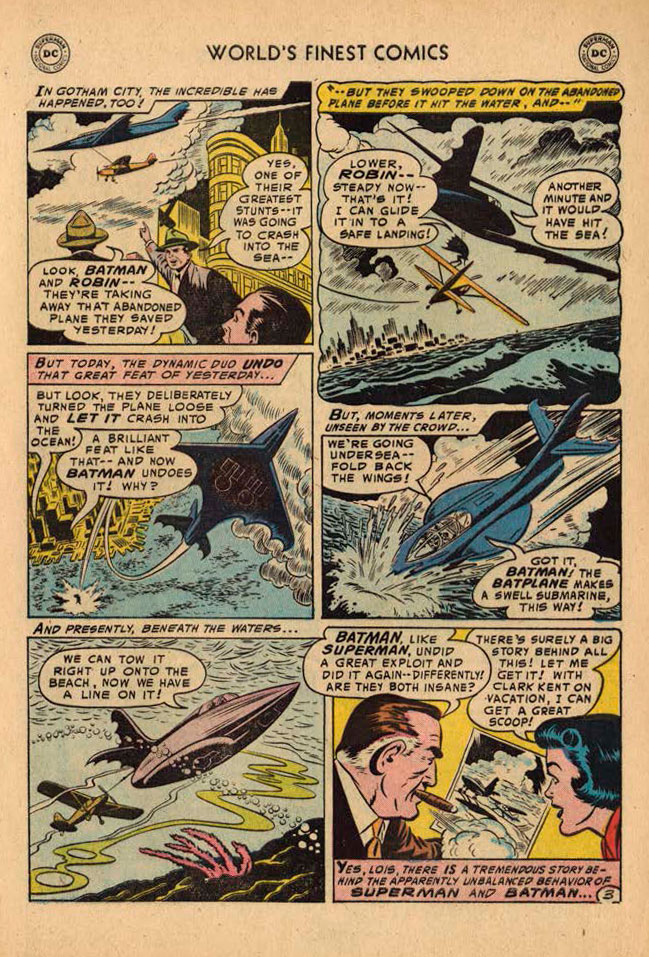 SUPERMAN
DC
NATIONAL COMICS
WORLD'S FINEST COMICS
SUPERMAN
DC
NATIONAL COMICS
IN GOTHAM CITY, THE INCREDIBLE HAS
HAPPENED, TOO!
YES,
ONE OF
THEIR
GREATEST
STUNTS--IT
WAS GOING
TO CRASH
INTO THE
SEA--
LOOK, BATMAN
AND ROBIN--
THEY'RE TAKING
AWAY THAT ABANDONED
PLANE THEY SAVED
YESTERDAY!
"--BUT THEY SWOOPED DOWN ON THE ABANDONED
PLANE BEFORE IT HIT THE WATER, AND--"
LOWER,
ROBIN--
STEADY NOW--
THAT'S IT!
I CAN GLIDE
IT IN TO A
SAFE LANDING!
ANOTHER
MINUTE AND
IT WOULD
HAVE HIT
THE SEA!
BUT TODAY, THE DYNAMIC DUO UNDO
THAT GREAT FEAT OF YESTERDAY...
BUT LOOK, THEY DELIBERATELY
TURNED THE PLANE LOOSE
AND LET IT CRASH INTO
THE
OCEAN!
A BRILLIANT
FEAT LIKE
THAT--AND NOW
BATMAN UNDOES
IT! WHY?
BUT, MOMENTS LATER,
UNSEEN BY THE CROWD...
WE'RE GOING
UNDERSEA--
FOLD BACK
THE WINGS!
GOT IT,
BATMAN! THE
BATPLANE MAKES
A SWELL SUBMARINE,
THIS WAY!
AND PRESENTLY, BENEATH THE WATERS...
WE CAN TOW IT
RIGHT UP ONTO THE
BEACH, NOW WE HAVE
A LINE ON IT!
BATMAN, LIKE
SUPERMAN, UNDID
A GREAT EXPLOIT AND
DID IT AGAIN--DIFFERENTLY!
ARE THEY BOTH INSANE?
THERE'S SURELY A BIG
STORY BEHIND ALL
THIS! LET ME
GET IT! WITH
CLARK KENT ON
VACATION, I CAN
GET A GREAT
SCOOP!
YES, LOIS, THERE IS A TREMENDOUS STORY BE-
HIND THE APPARENTLY UNBALANCED BEHAVIOR OF
SUPERMAN AND BATMAN...
3